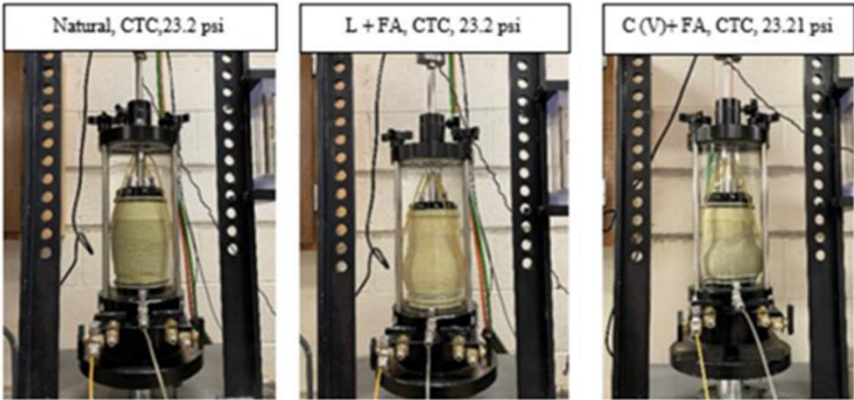 Natural, CTC,23.2 psi
L + FA, CTC, 23.2 psi
C (V)+ FA, CTC, 23.21 psi